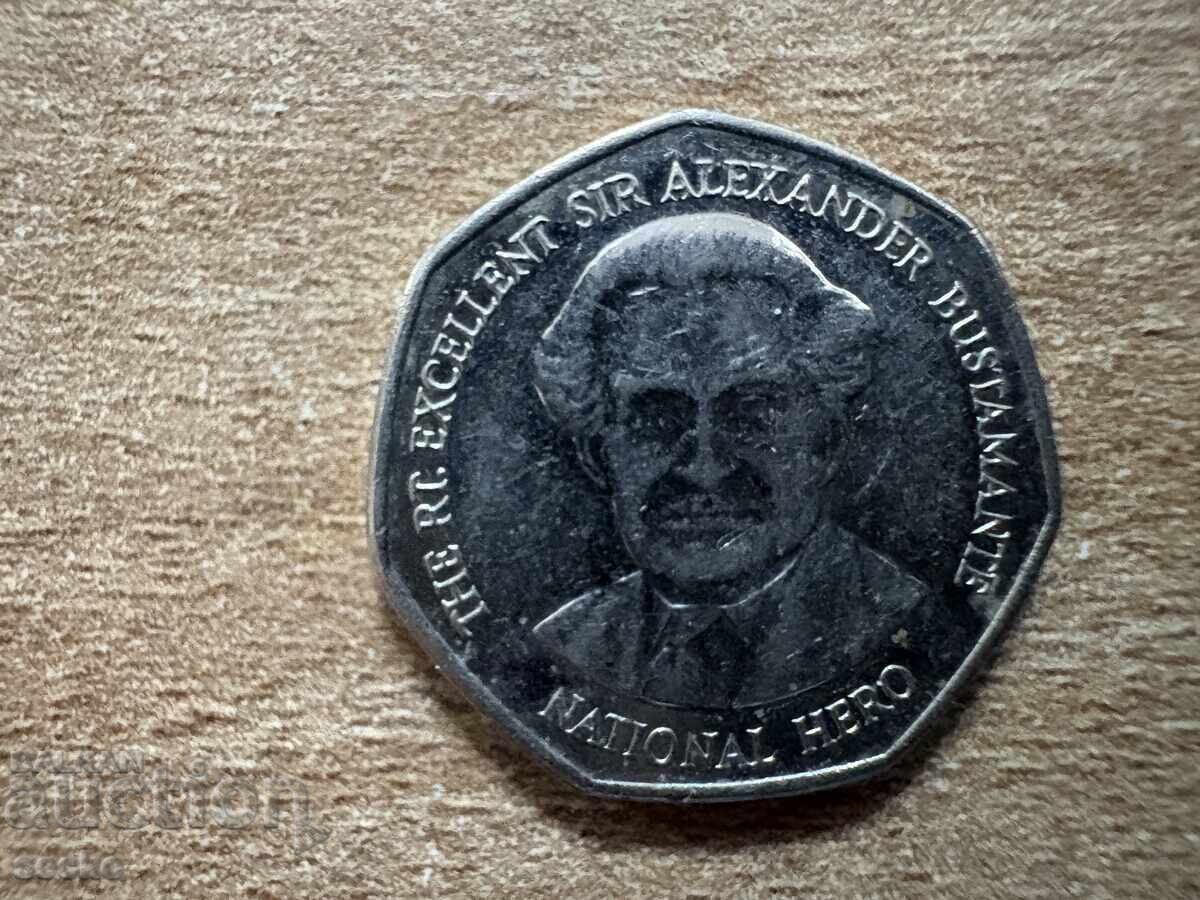 THE RT. EXCELLENT SIR ALEXANDER BUSTAMANTE
NATIONAL HERO
BALKAN
auction